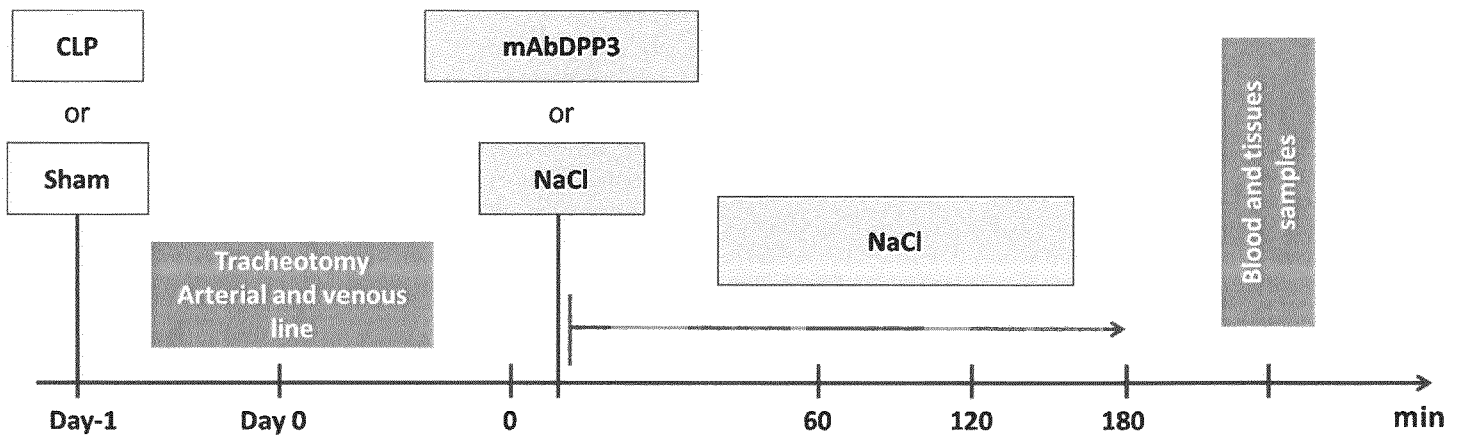 CLP
or
Sham
mAbDPP3
or
NaCl
Tracheotomy
Arterial and venous
line
NaCl
Blood and tissues
samples
Day-1
Day 0
0
60
120
180
min